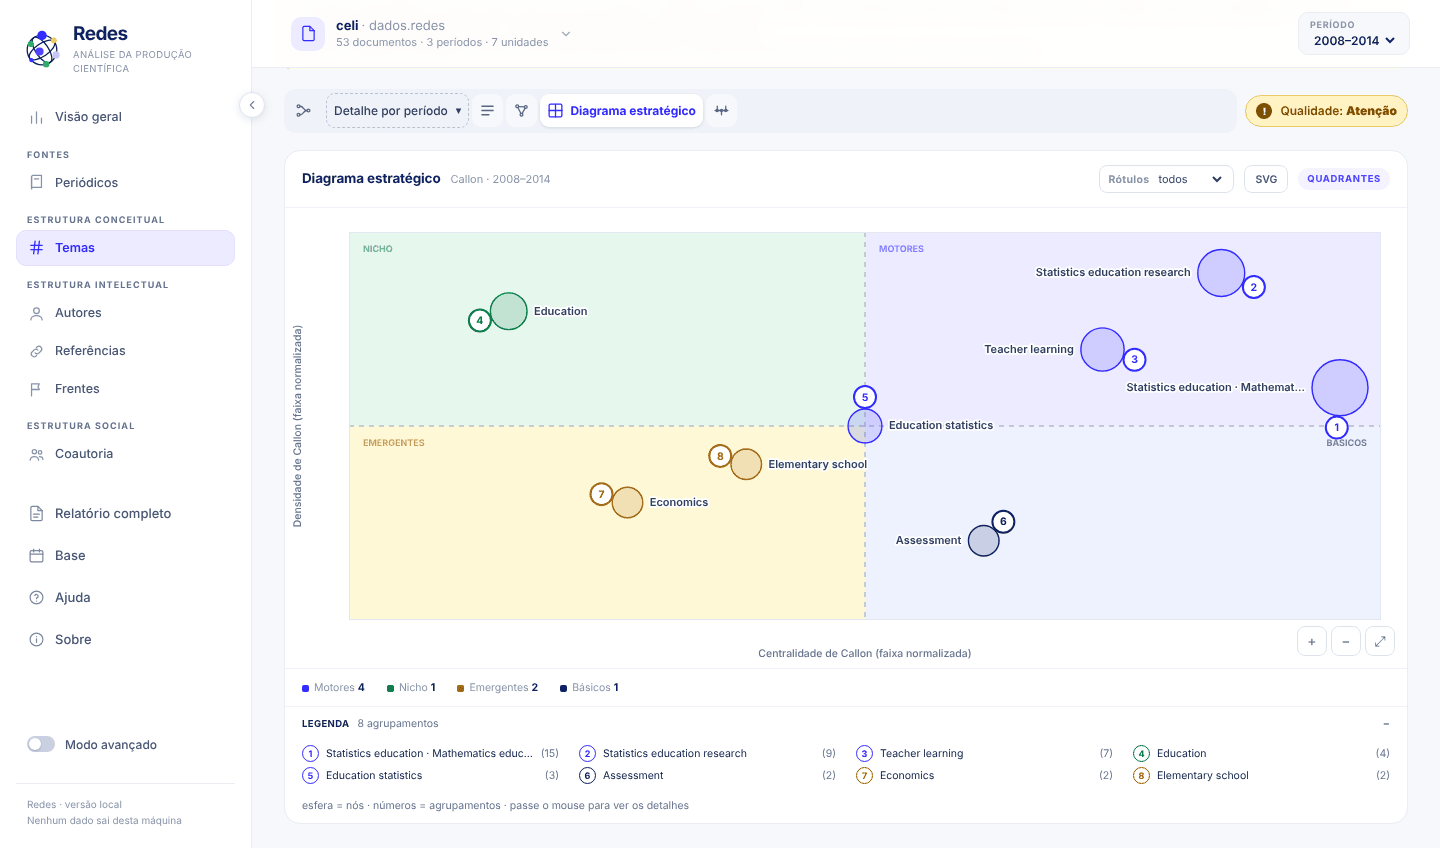 Redes
ANÁLISE DA PRODUÇÃO
CIENTÍFICA
Visão geral
FONTES
Periódicos
ESTRUTURA CONCEITUAL
Temas
ESTRUTURA INTELECTUAL
Autores
Referências
Frentes
ESTRUTURA SOCIAL
Coautoria
Relatório completo
Base
Ajuda
Sobre
Modo avançado
Redes · versão local
Nenhum dado sai desta máquina
celi · dados.redes
53 documentos · 3 períodos · 7 unidades
PERÍODO
2008–2014
Detalhe por período ▾
Diagrama estratégico
! Qualidade: Atenção
Diagrama estratégico Callon · 2008–2014
Rótulos todos
SVG
QUADRANTES
NICHO
MOTORES
Statistics education research
2
Education
4
Teacher learning
3
Statistics education · Mathemat…
1
5
Education statistics
EMERGENTES
BÁSICOS
8
Elementary school
7
Economics
6
Assessment
Densidade de Callon (faixa normalizada)
Centralidade de Callon (faixa normalizada)
+ −
Motores 4 Nicho 1 Emergentes 2 Básicos 1
LEGENDA 8 agrupamentos −
1 Statistics education · Mathematics educ… (15) 2 Statistics education research (9) 3 Teacher learning (7) 4 Education (4)
5 Education statistics (3) 6 Assessment (2) 7 Economics (2) 8 Elementary school (2)
esfera = nós · números = agrupamentos · passe o mouse para ver os detalhes